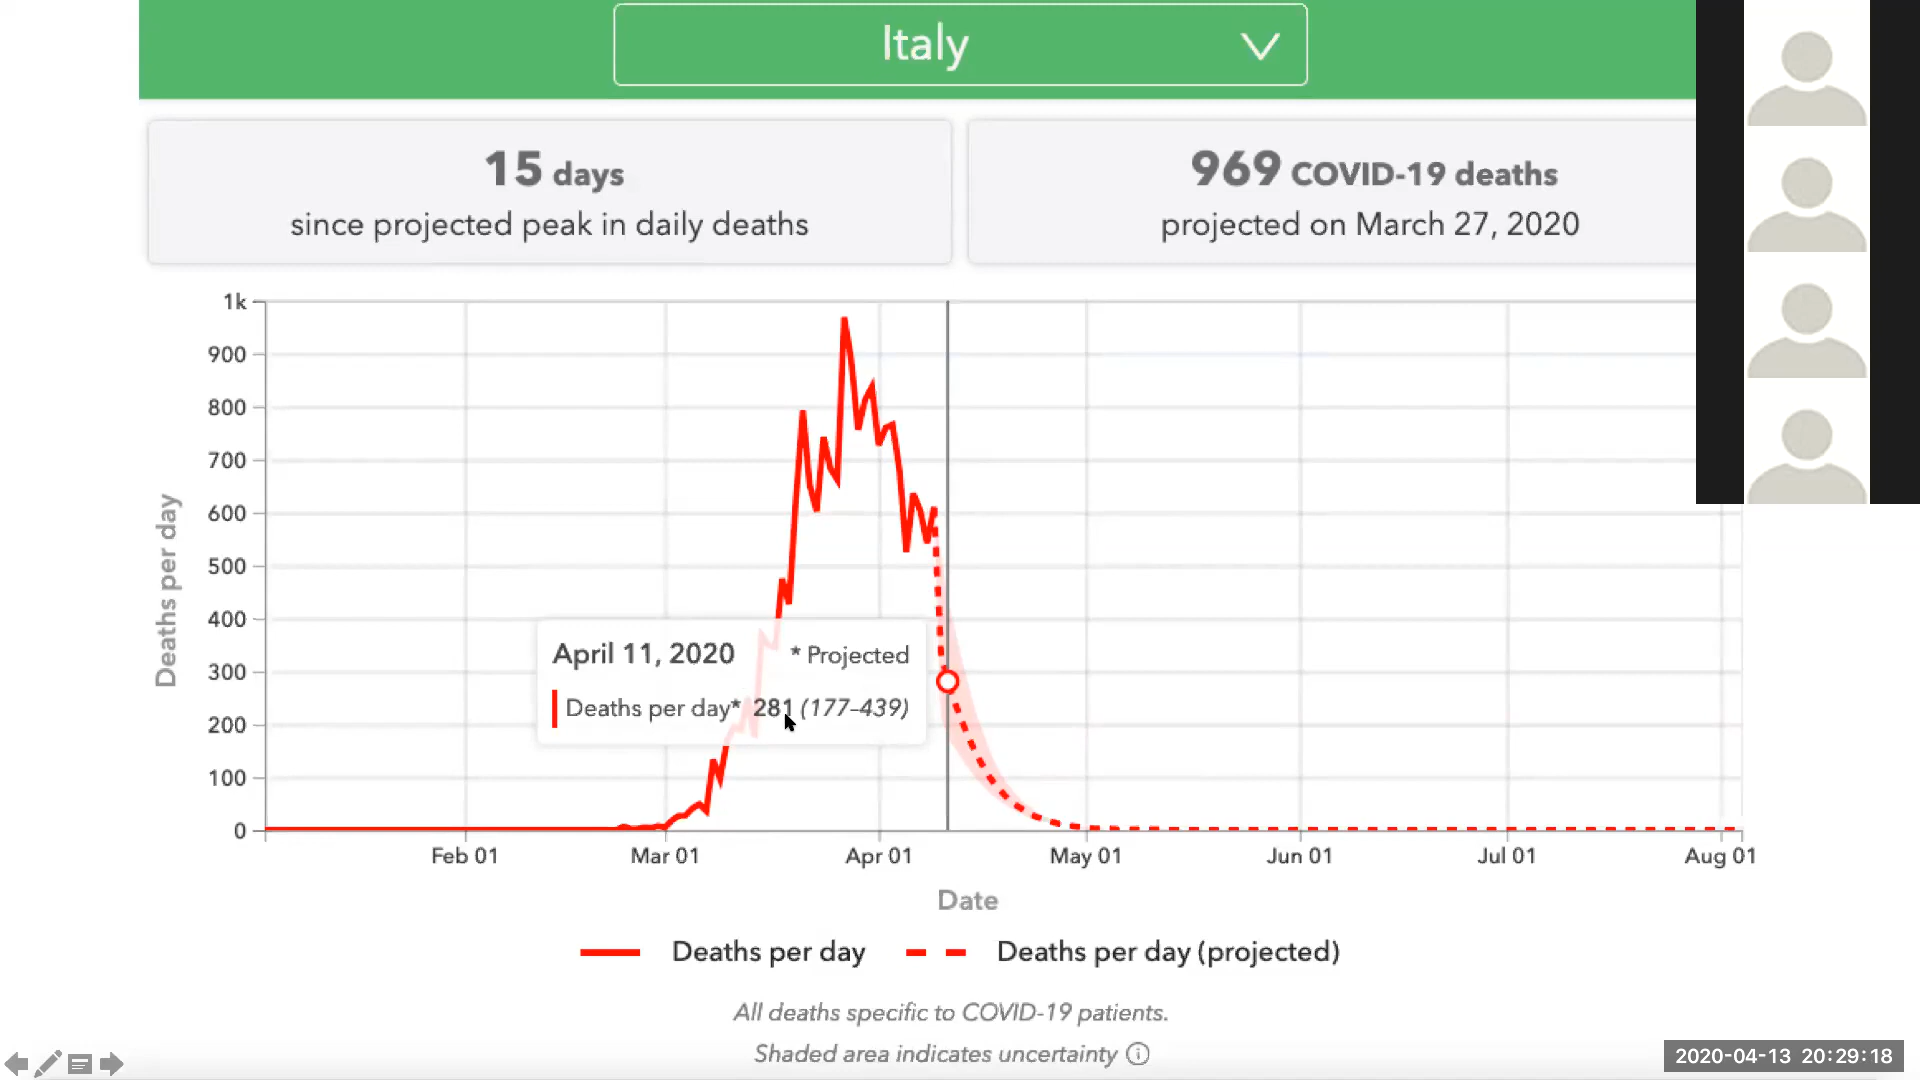 Italy
15 days
since projected peak in daily deaths
969 COVID-19 deaths
projected on March 27, 2020
1k
900
800
700
600
500
400
300
200
100
0
Deaths per day
April 11, 2020 * Projected
Deaths per day* 281 (177–439)
Feb 01 Mar 01 Apr 01 May 01 Jun 01 Jul 01 Aug 01
Date
Deaths per day Deaths per day (projected)
All deaths specific to COVID-19 patients.
Shaded area indicates uncertainty
2020-04-13 20:29:18